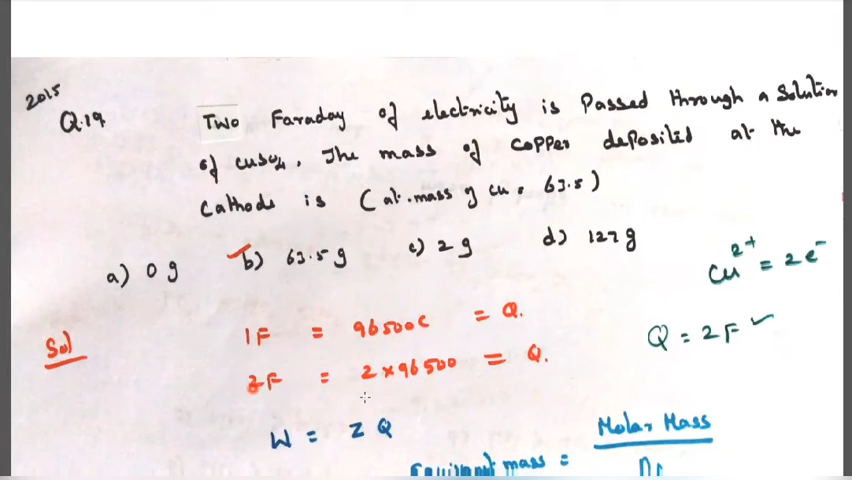 2015
Q.19 Two Faraday of electricity is Passed through a Solution
of CuSO4. The mass of copper deposited at the
Cathode is (at.mass of Cu = 63.5)
a) 0 g b) 63.5 g c) 2 g d) 127 g
Cu2+ = 2e-
Sol
1F = 96500C = Q.
2F = 2×96500 = Q.
Q = 2F ✓
W = Z Q
Equivalent mass = Molar Mass